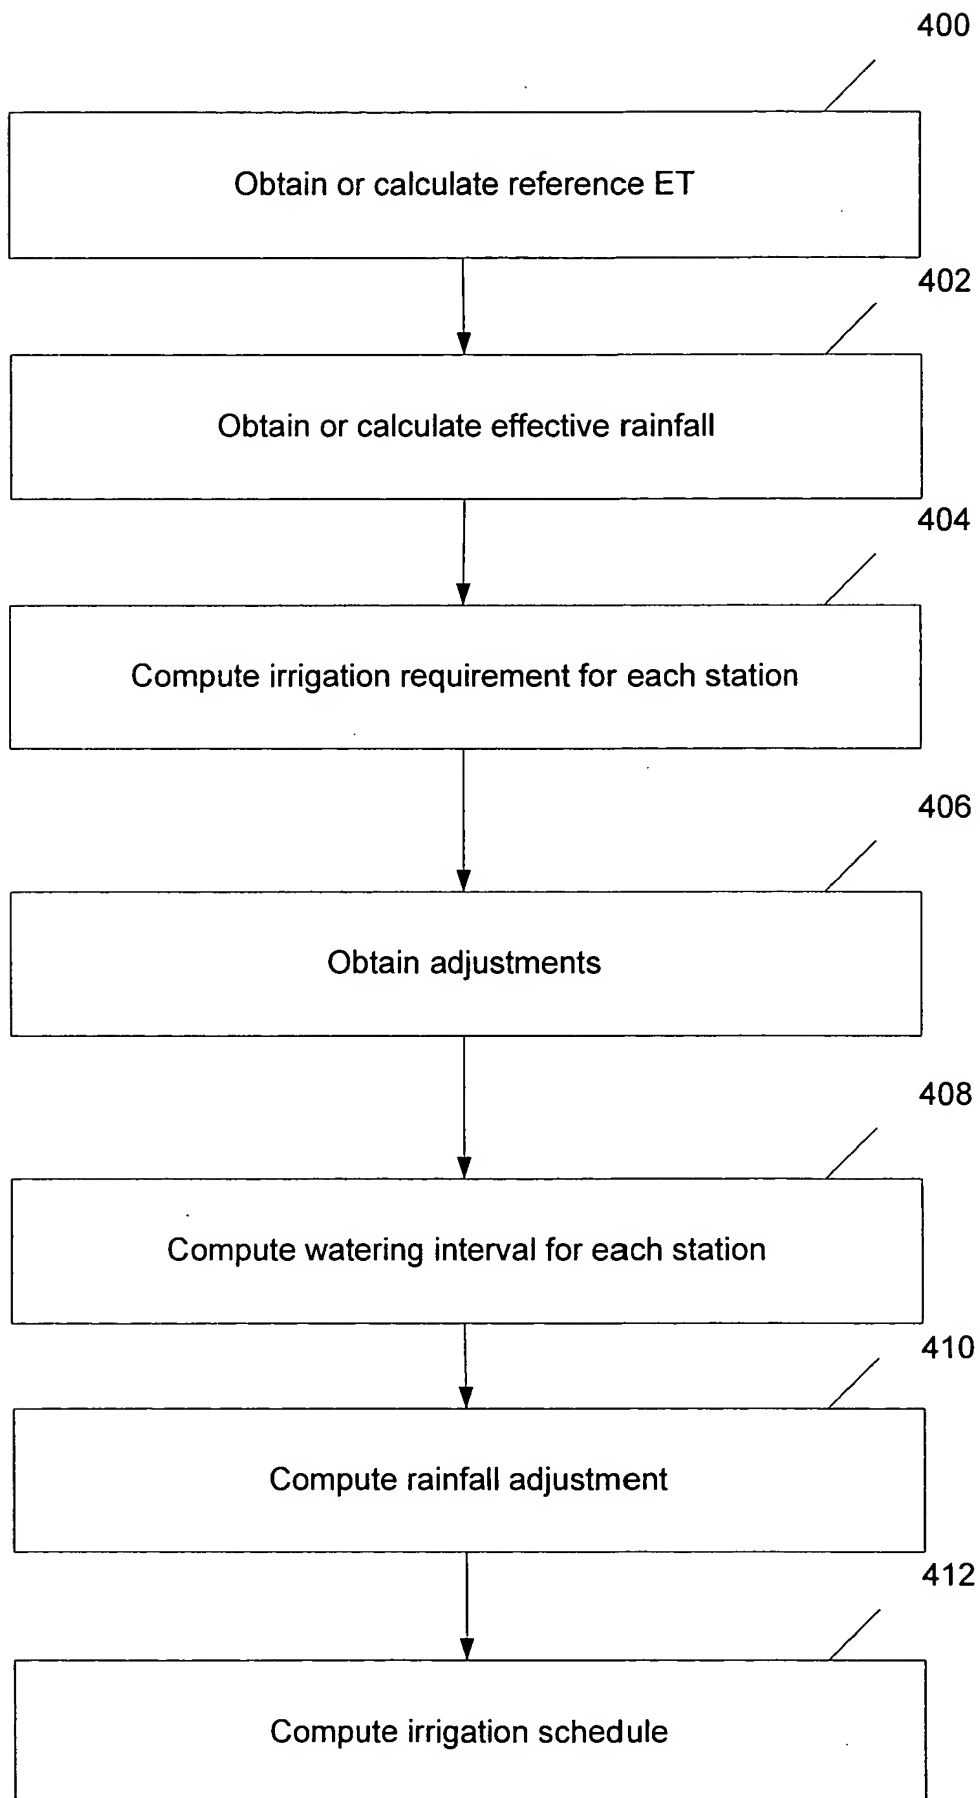 400
Obtain or calculate reference ET
402
Obtain or calculate effective rainfall
404
Compute irrigation requirement for each station
406
Obtain adjustments
408
Compute watering interval for each station
410
Compute rainfall adjustment
412
Compute irrigation schedule